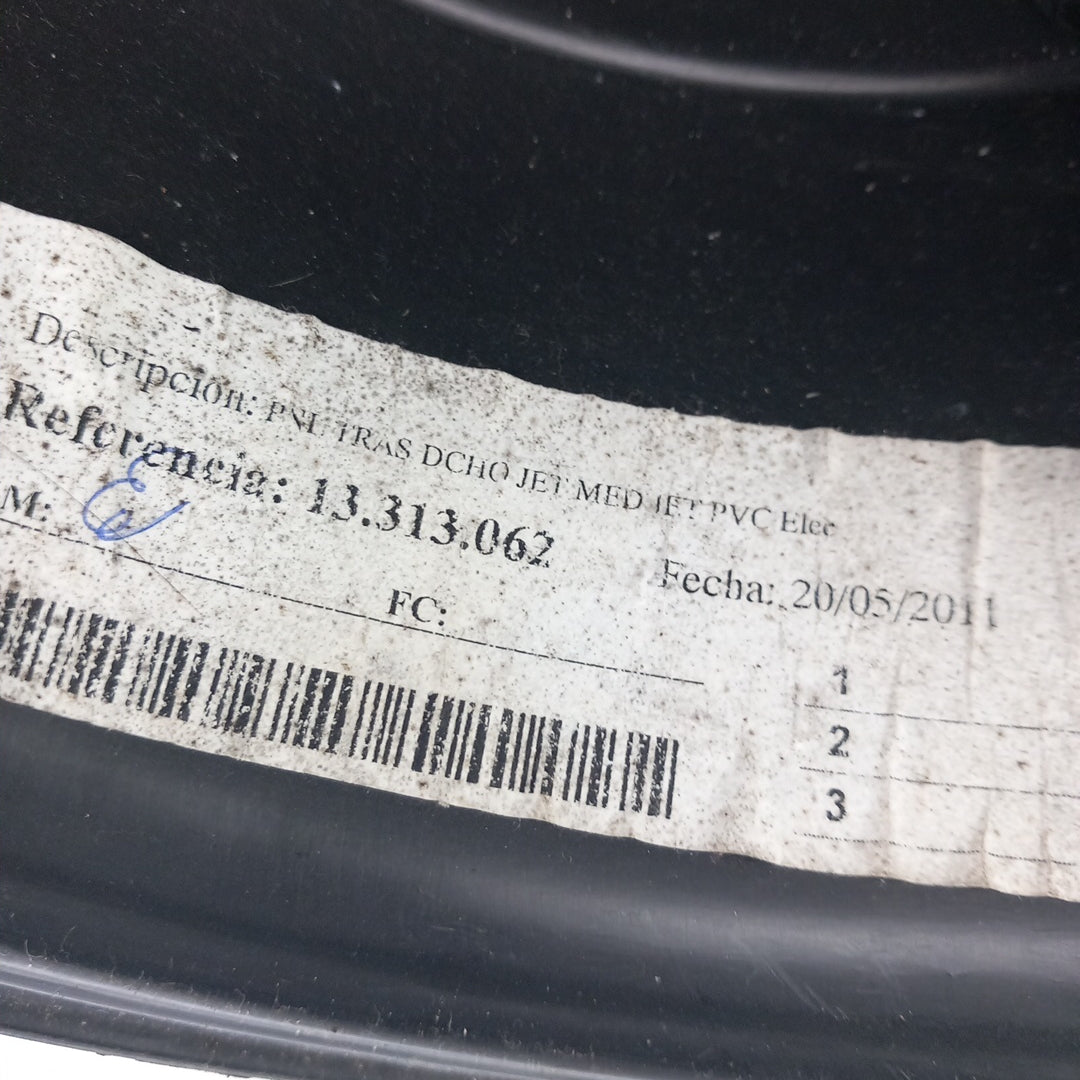 Descripcion: PNL TRAS DCHO JET MED JET PVC Elec
Referencia: 13.313.062
Fecha: 20/05/2011
M:
FC:
1
2
3